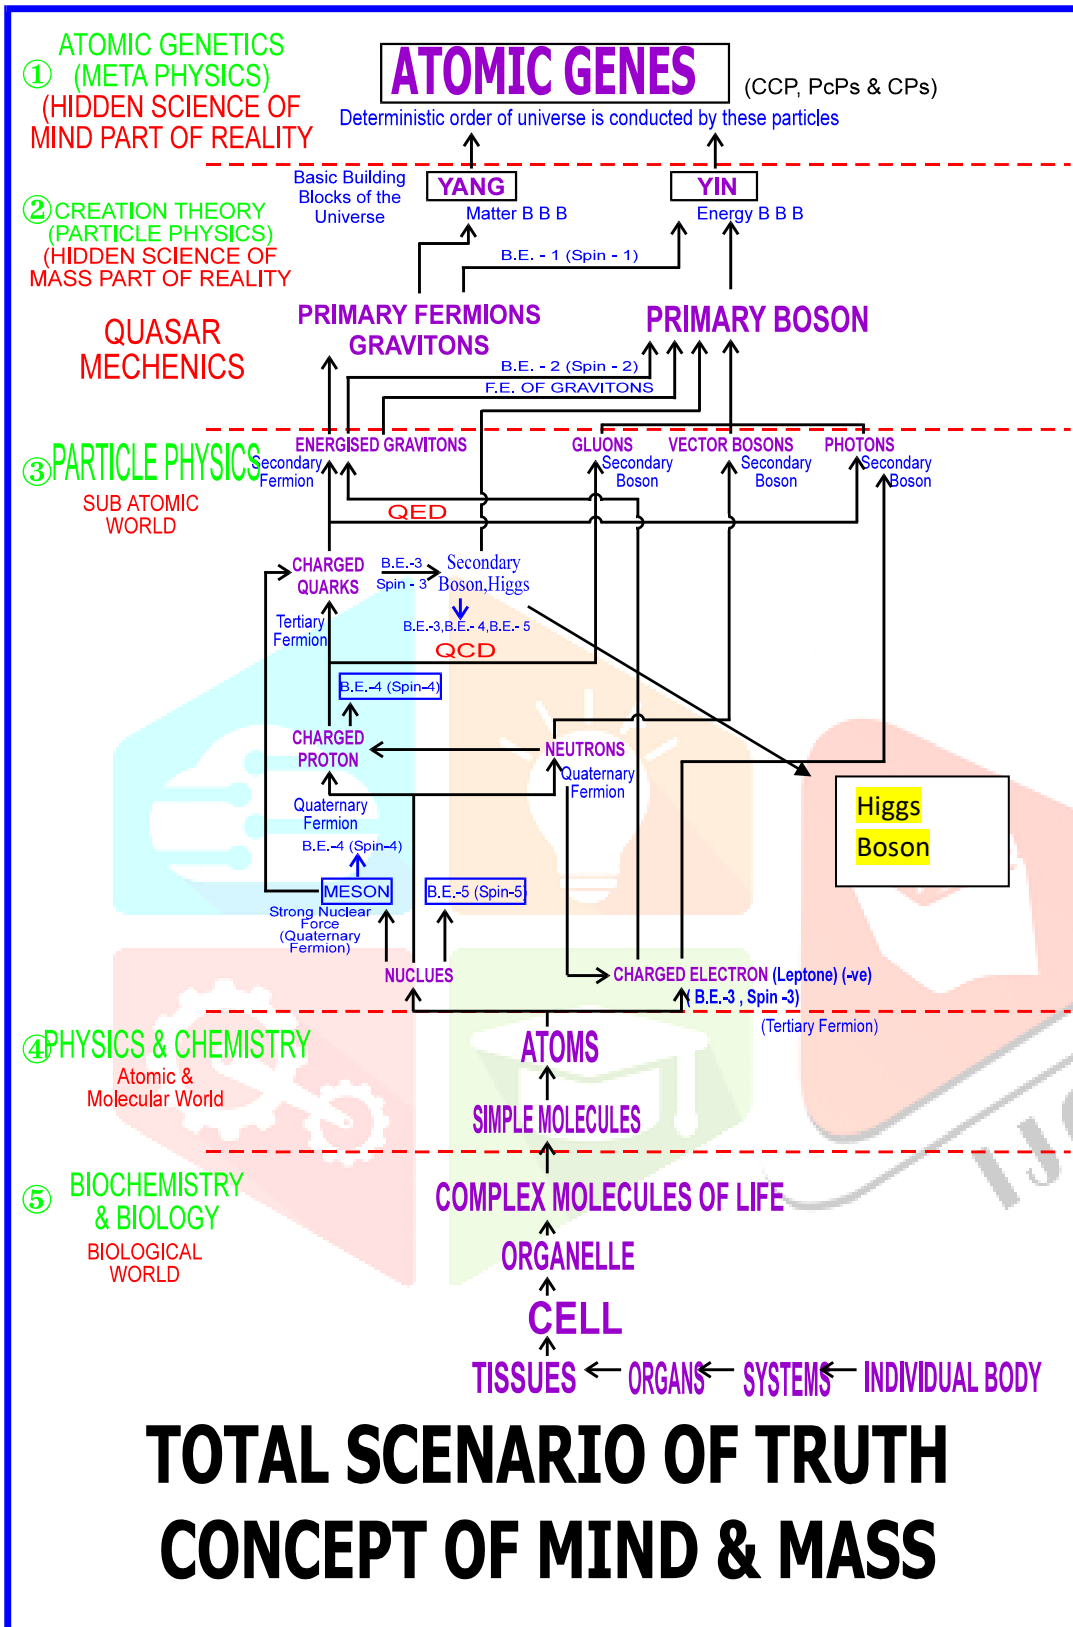 ATOMIC GENETICS
①
(META PHYSICS)
(HIDDEN SCIENCE OF
MIND PART OF REALITY
ATOMIC GENES
(CCP, PcPs & CPs)
Deterministic order of universe is conducted by these particles
Basic Building
Blocks of the
Universe
YANG
YIN
Matter B B B
Energy B B B
②
CREATION THEORY
(PARTICLE PHYSICS)
(HIDDEN SCIENCE OF
MASS PART OF REALITY
B.E. - 1 (Spin - 1)
QUASAR
MECHENICS
PRIMARY FERMIONS
GRAVITONS
PRIMARY BOSON
B.E. - 2 (Spin - 2)
F.E. OF GRAVITONS
③
PARTICLE PHYSICS
SUB ATOMIC
WORLD
ENERGISED GRAVITONS
Secondary
Fermion
GLUONS
Secondary
Boson
VECTOR BOSONS
Secondary
Boson
PHOTONS
Secondary
Boson
QED
CHARGED
QUARKS
B.E.-3
Spin - 3
Secondary
Boson,Higgs
Tertiary
Fermion
B.E.-3,B.E.- 4,B.E.- 5
QCD
B.E.-4 (Spin-4)
CHARGED
PROTON
NEUTRONS
Quaternary
Fermion
Quaternary
Fermion
Higgs
Boson
B.E.-4 (Spin-4)
MESON
B.E.-5 (Spin-5)
Strong Nuclear
Force
(Quaternary
Fermion)
NUCLUES
CHARGED ELECTRON (Leptone) (-ve)
( B.E.-3 , Spin -3)
(Tertiary Fermion)
④
PHYSICS & CHEMISTRY
Atomic &
Molecular World
ATOMS
SIMPLE MOLECULES
⑤
BIOCHEMISTRY
& BIOLOGY
BIOLOGICAL
WORLD
COMPLEX MOLECULES OF LIFE
ORGANELLE
CELL
TISSUES
ORGANS
SYSTEMS
INDIVIDUAL BODY
TOTAL SCENARIO OF TRUTH
CONCEPT OF MIND & MASS